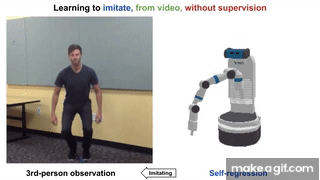 Learning to imitate, from video, without supervision
3rd-person observation
Imitating
Self-regression
make a gif.com